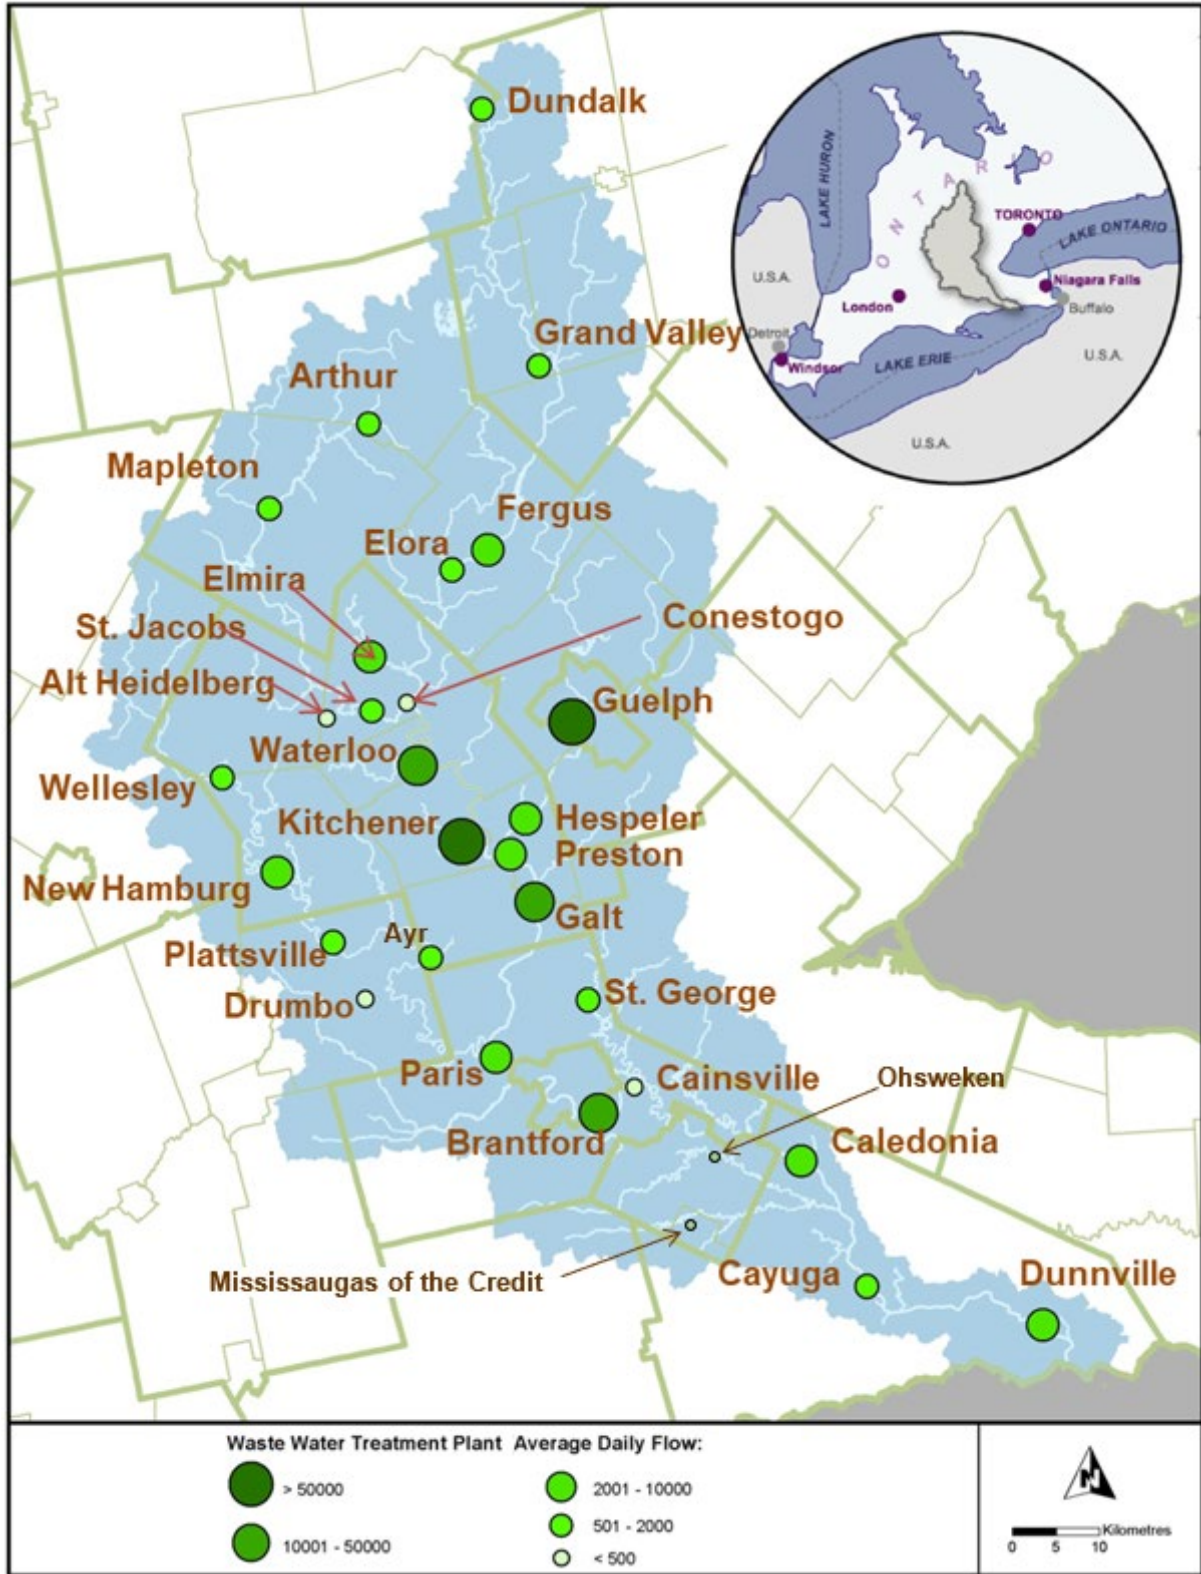 Dundalk
Grand Valley
Arthur
Mapleton
Fergus
Elora
Elmira
St. Jacobs
Conestogo
Alt Heidelberg
Guelph
Waterloo
Wellesley
Kitchener
Hespeler
Preston
New Hamburg
Galt
Ayr
Plattsville
St. George
Drumbo
Paris
Cainsville
Ohsweken
Brantford
Caledonia
Mississaugas of the Credit
Cayuga
Dunnville
LAKE HURON
ONTARIO
TORONTO
LAKE ONTARIO
U.S.A.
Niagara Falls
London
Buffalo
Detroit
Windsor
LAKE ERIE
U.S.A.
U.S.A.
Waste Water Treatment Plant Average Daily Flow:
> 50000
10001 - 50000
2001 - 10000
501 - 2000
< 500
N
Kilometres
0 5 10